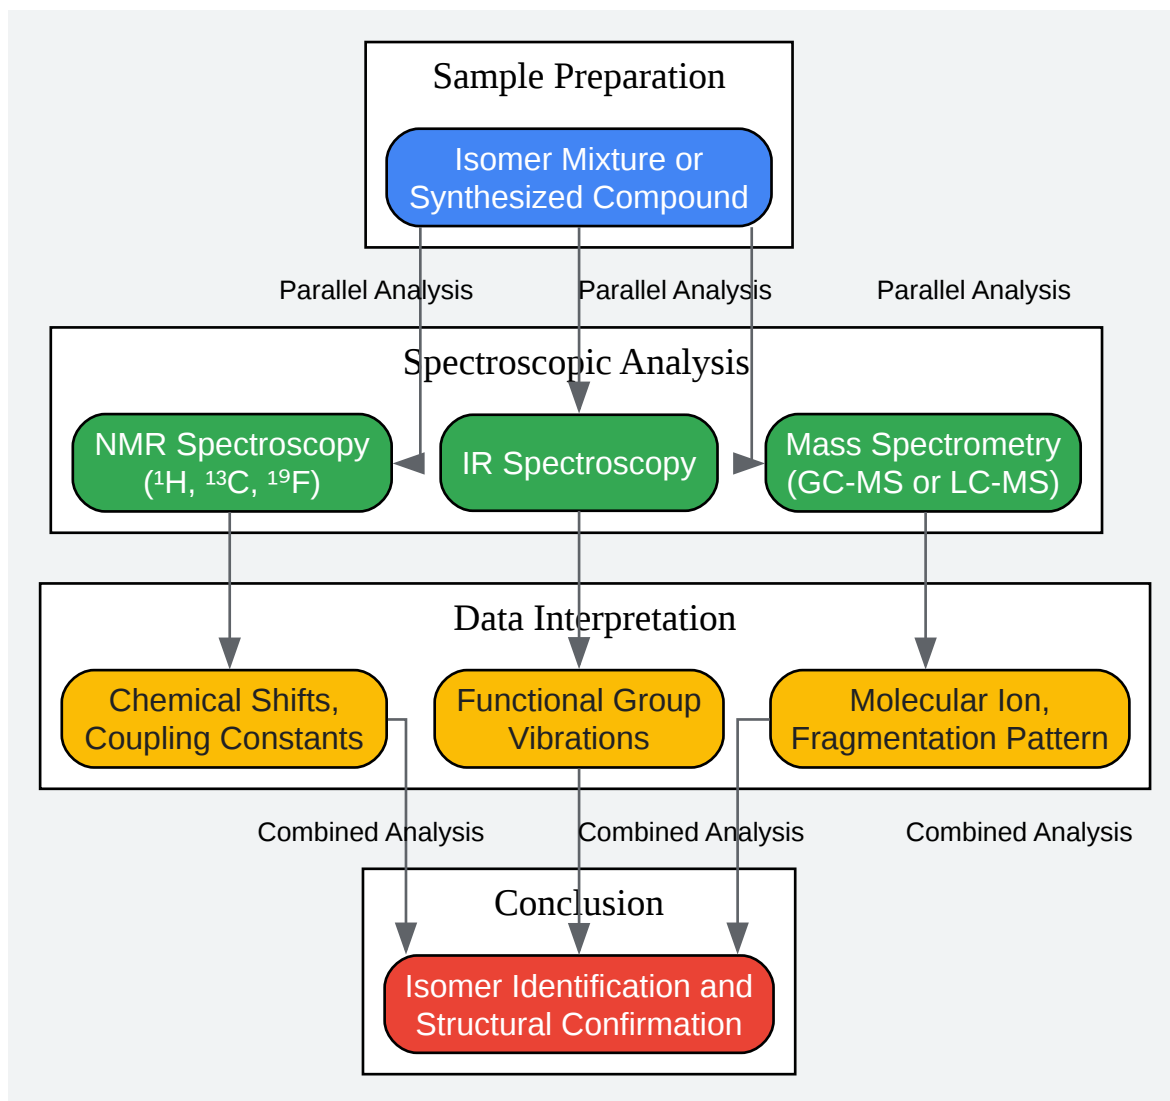 Sample Preparation
Isomer Mixture or
Synthesized Compound
Parallel Analysis
Parallel Analysis
Parallel Analysis
Spectroscopic Analysis
NMR Spectroscopy
(¹H, ¹³C, ¹⁹F)
IR Spectroscopy
Mass Spectrometry
(GC-MS or LC-MS)
Data Interpretation
Chemical Shifts,
Coupling Constants
Functional Group
Vibrations
Molecular Ion,
Fragmentation Pattern
Combined Analysis
Combined Analysis
Combined Analysis
Conclusion
Isomer Identification and
Structural Confirmation